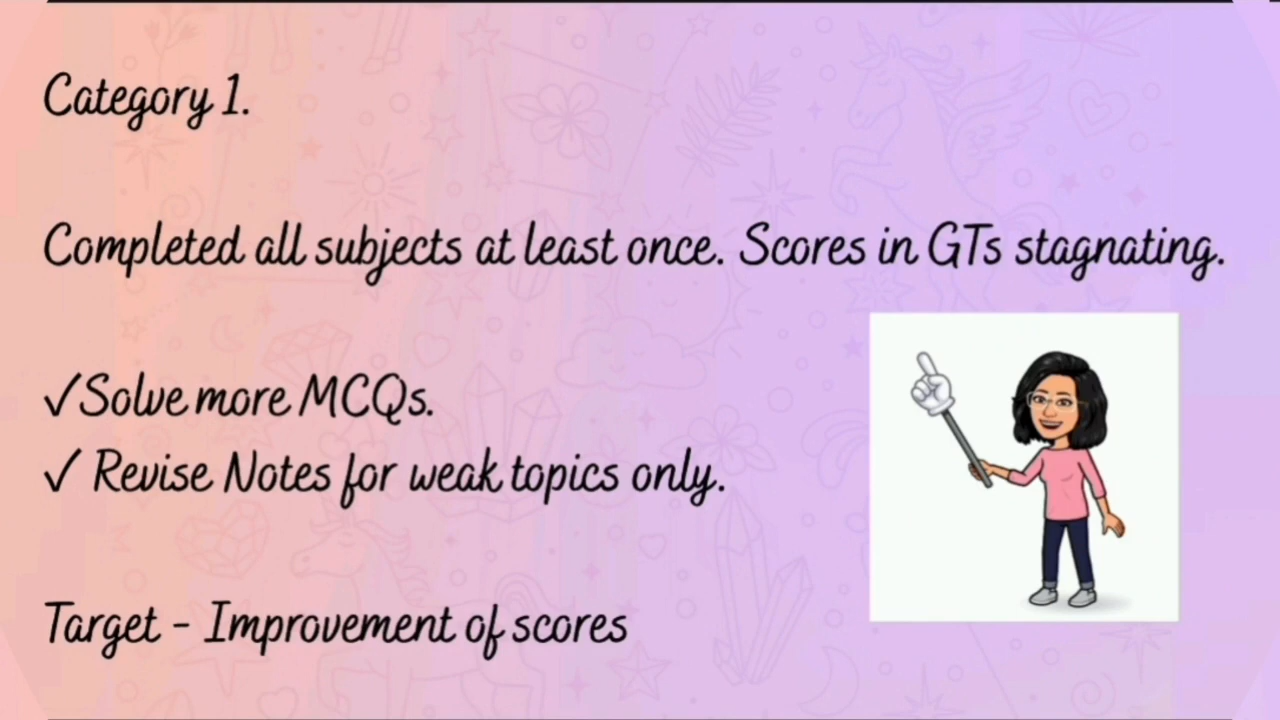 Category 1.
Completed all subjects at least once. Scores in GTs stagnating.
✓Solve more MCQs.
✓ Revise Notes for weak topics only.
Target - Improvement of scores